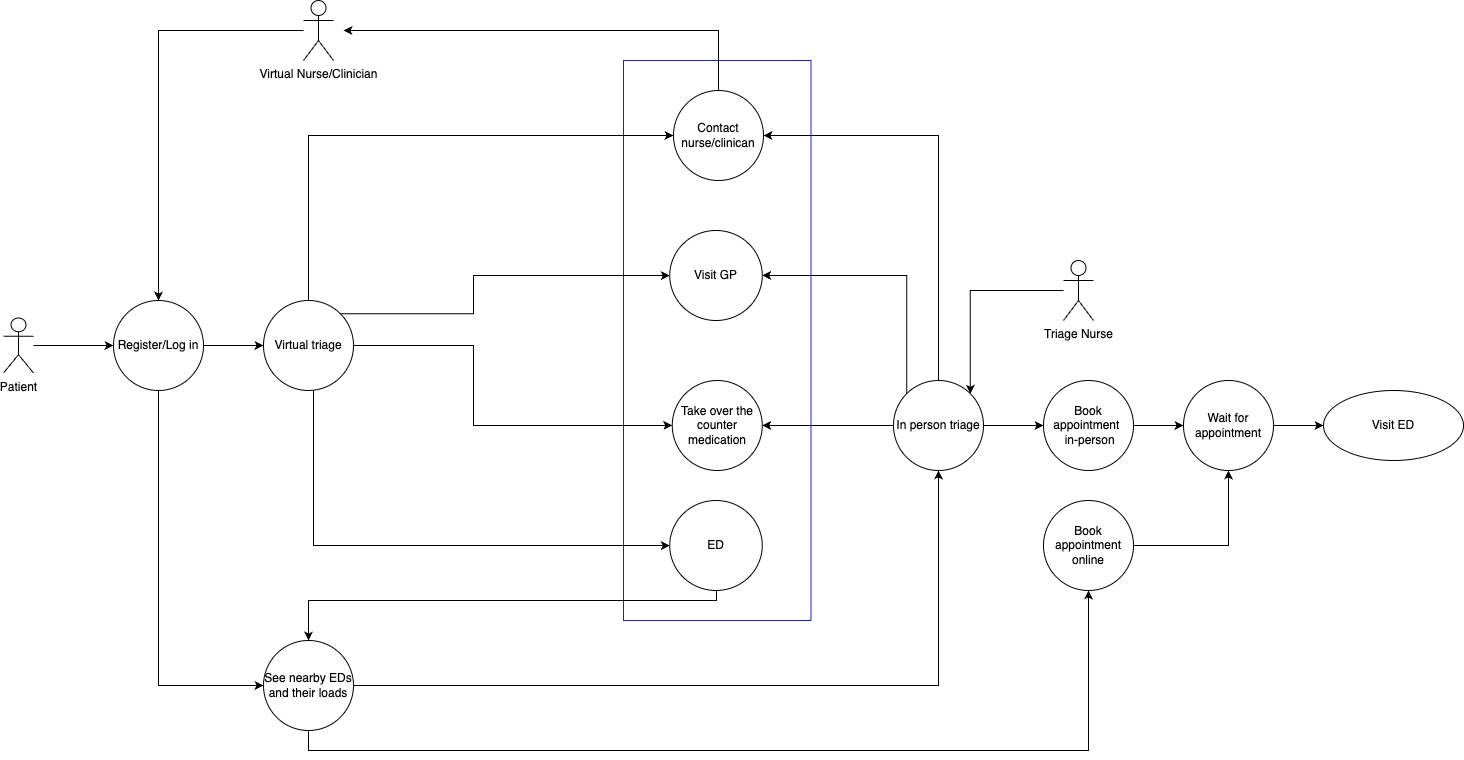 Virtual Nurse/Clinician
Contact
nurse/clinican
Visit GP
Triage Nurse
Patient
Register/Log in
Virtual triage
Take over the
counter
medication
In person triage
Book
appointment
in-person
Wait for
appointment
Visit ED
ED
Book
appointment
online
See nearby EDs
and their loads